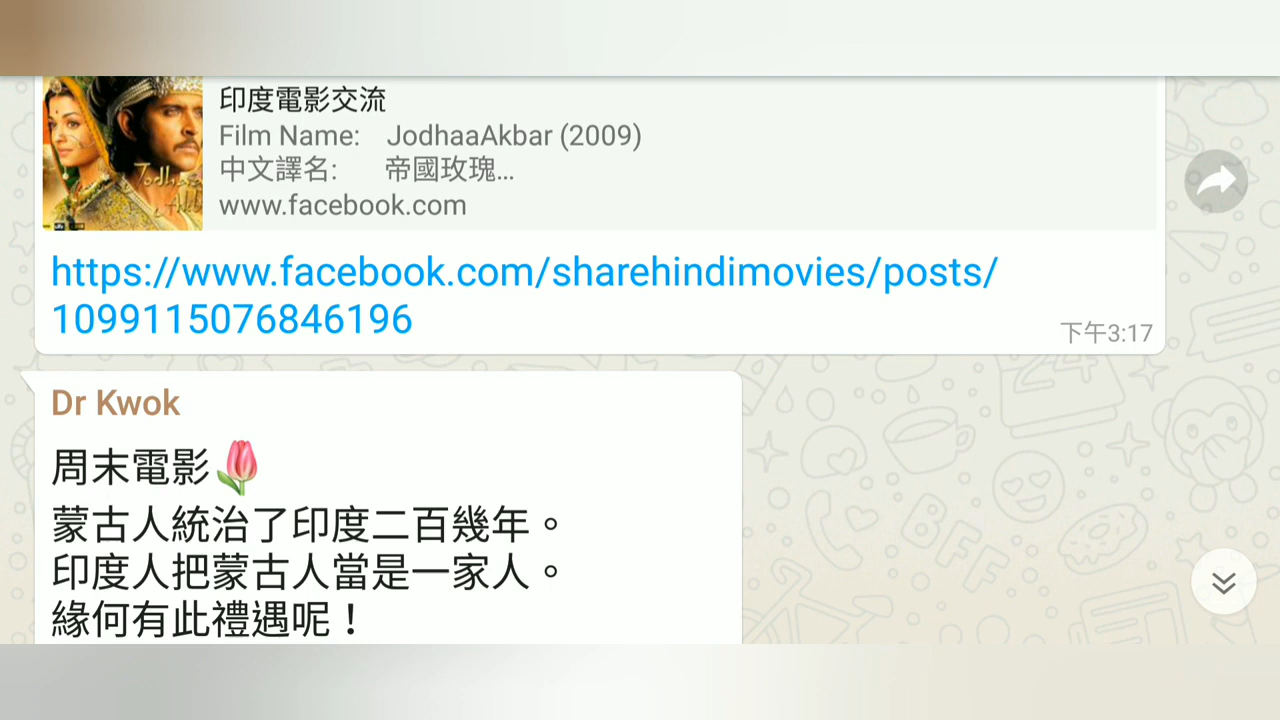 印度電影交流
Film Name: JodhaaAkbar (2009)
中文譯名: 帝國玫瑰...
www.facebook.com
https://www.facebook.com/sharehindimovies/posts/
1099115076846196
下午3:17
Dr Kwok
周末電影🌷
蒙古人統治了印度二百幾年。
印度人把蒙古人當是一家人。
緣何有此禮遇呢！